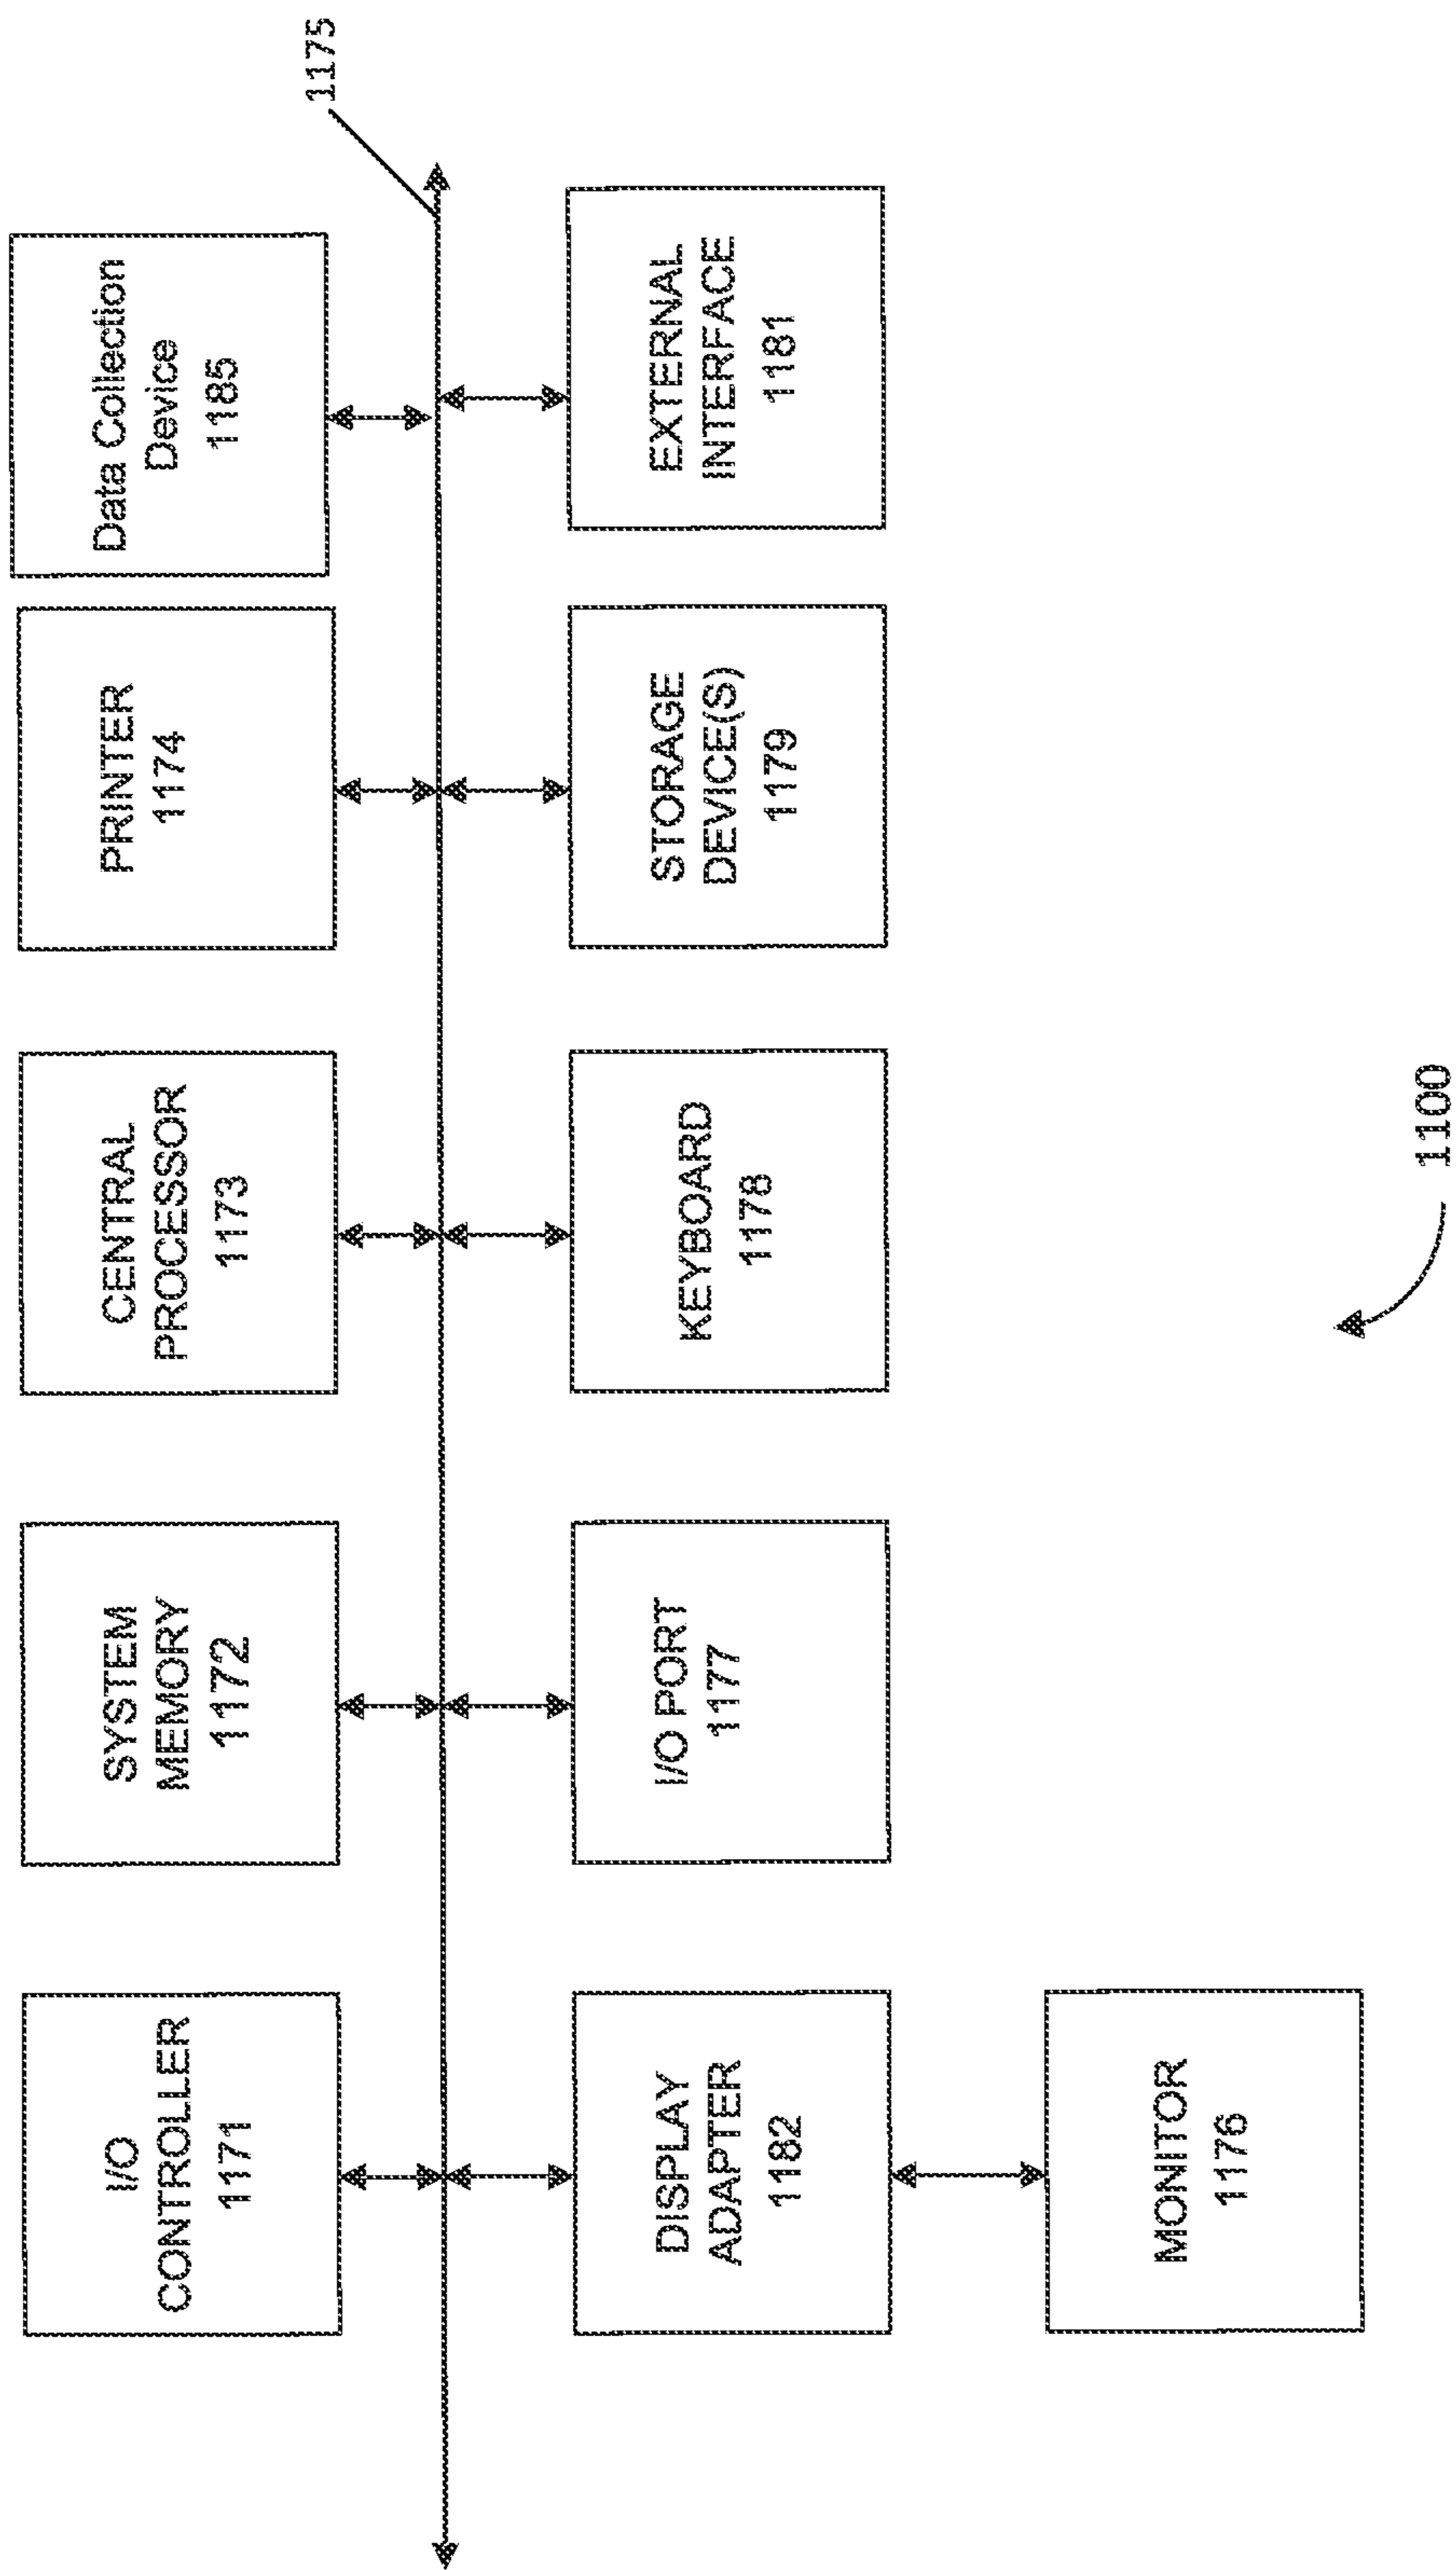 I/O
CONTROLLER
1171
SYSTEM
MEMORY
1172
CENTRAL
PROCESSOR
1173
PRINTER
1174
Data Collection
Device
1185
1175
DISPLAY
ADAPTER
1182
I/O PORT
1177
KEYBOARD
1178
STORAGE
DEVICE(S)
1179
EXTERNAL
INTERFACE
1181
MONITOR
1176
1100